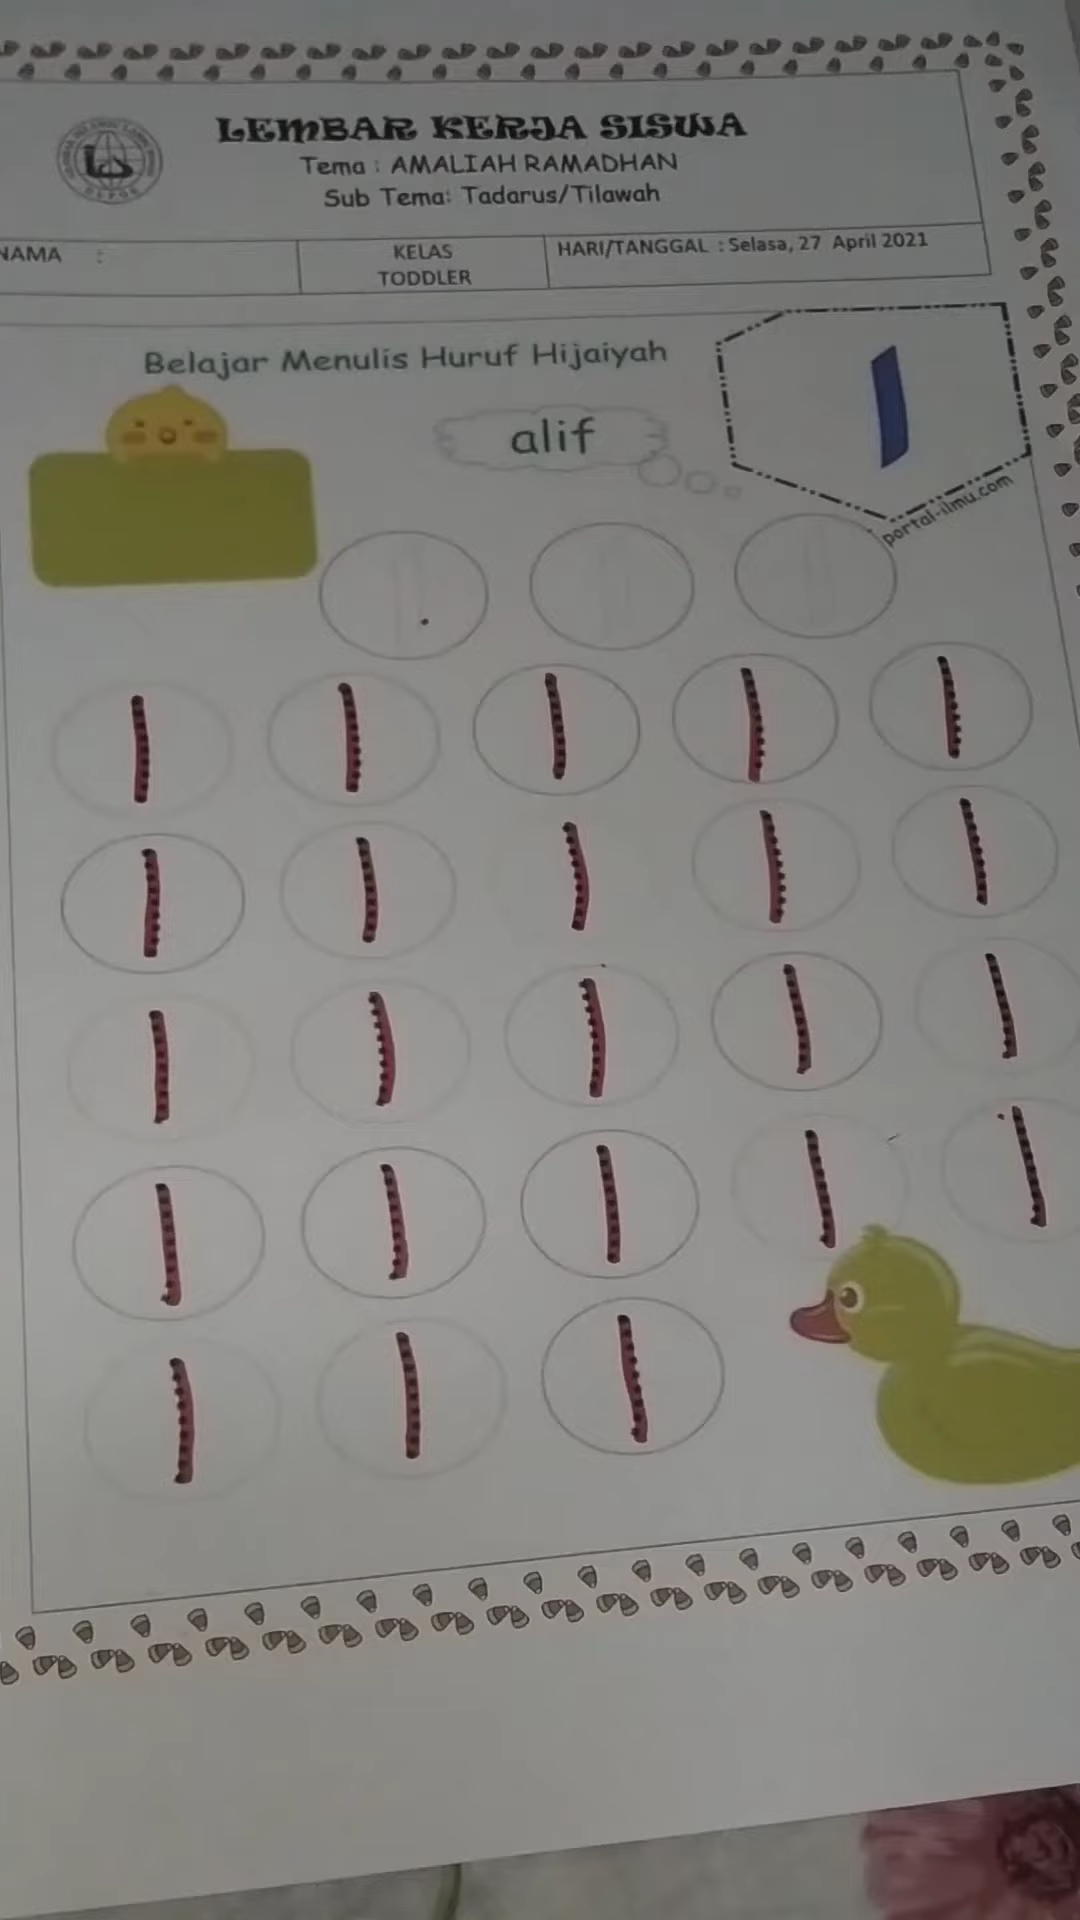 LEMBAR KERJA SISWA
Tema : AMALIAH RAMADHAN
Sub Tema: Tadarus/Tilawah
NAMA :
KELAS
TODDLER
HARI/TANGGAL : Selasa, 27 April 2021
Belajar Menulis Huruf Hijaiyah
alif
ا
portal-ilmu.com
ا ا ا
ا ا ا ا ا
ا ا ا ا ا
ا ا ا ا ا
ا ا ا ا ا
ا ا ا